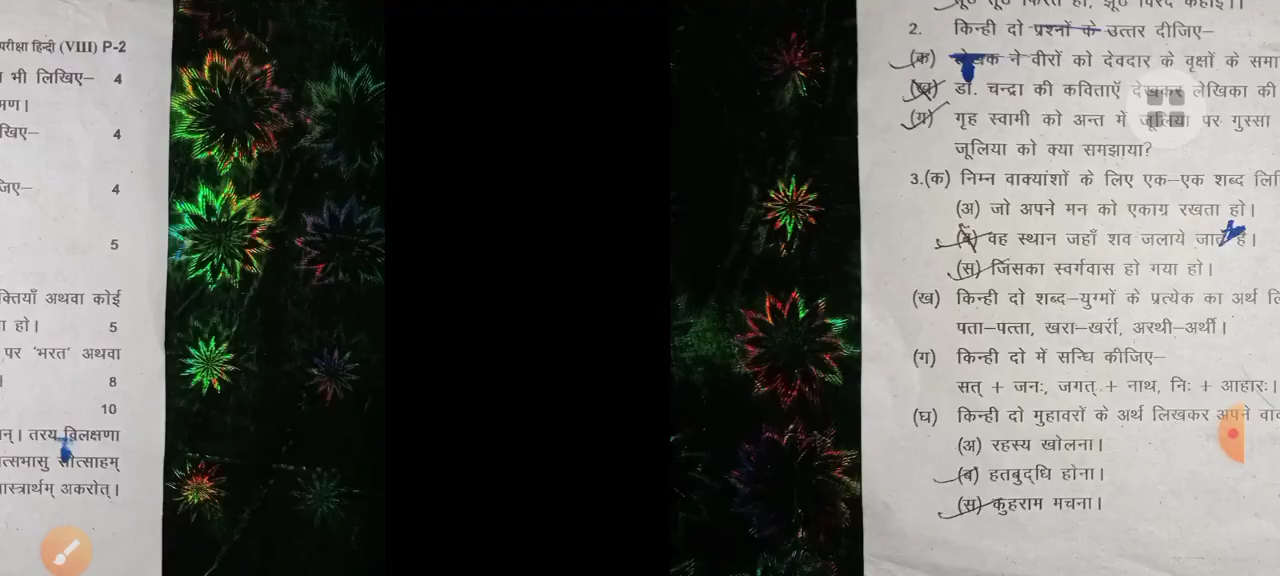 परीक्षा हिन्दी (VIII) P-2
भी लिखिए– 4
मण।
खिए– 4
जिए– 4
5
क्तियाँ अथवा कोई
हो। 5
पर 'भरत' अथवा
8
10
न्। तस्य विलक्षणा
त्सभासु सोत्साहम्
शास्त्रार्थम् अकरोत्।
2. किन्ही दो प्रश्नों के उत्तर दीजिए–
(क) लेखक ने वीरों को देवदार के वृक्षों के समा
(ख) डॉ. चन्द्रा की कविताएँ देखकर लेखिका की
(ग) गृह स्वामी को अन्त में जूलिया पर गुस्सा
जूलिया को क्या समझाया?
3.(क) निम्न वाक्यांशों के लिए एक–एक शब्द लि
(अ) जो अपने मन को एकाग्र रखता हो।
(ब) वह स्थान जहाँ शव जलाये जाते है।
(स) जिसका स्वर्गवास हो गया हो।
(ख) किन्ही दो शब्द–युग्मों के प्रत्येक का अर्थ लि
पता–पत्ता, खरा–खर्रा, अरथी–अर्थी।
(ग) किन्ही दो में सन्धि कीजिए–
सत् + जनः, जगत् + नाथ, निः + आहारः।
(घ) किन्ही दो मुहावरों के अर्थ लिखकर अपने वा
(अ) रहस्य खोलना।
(ब) हतबुद्धि होना।
(स) कुहराम मचना।